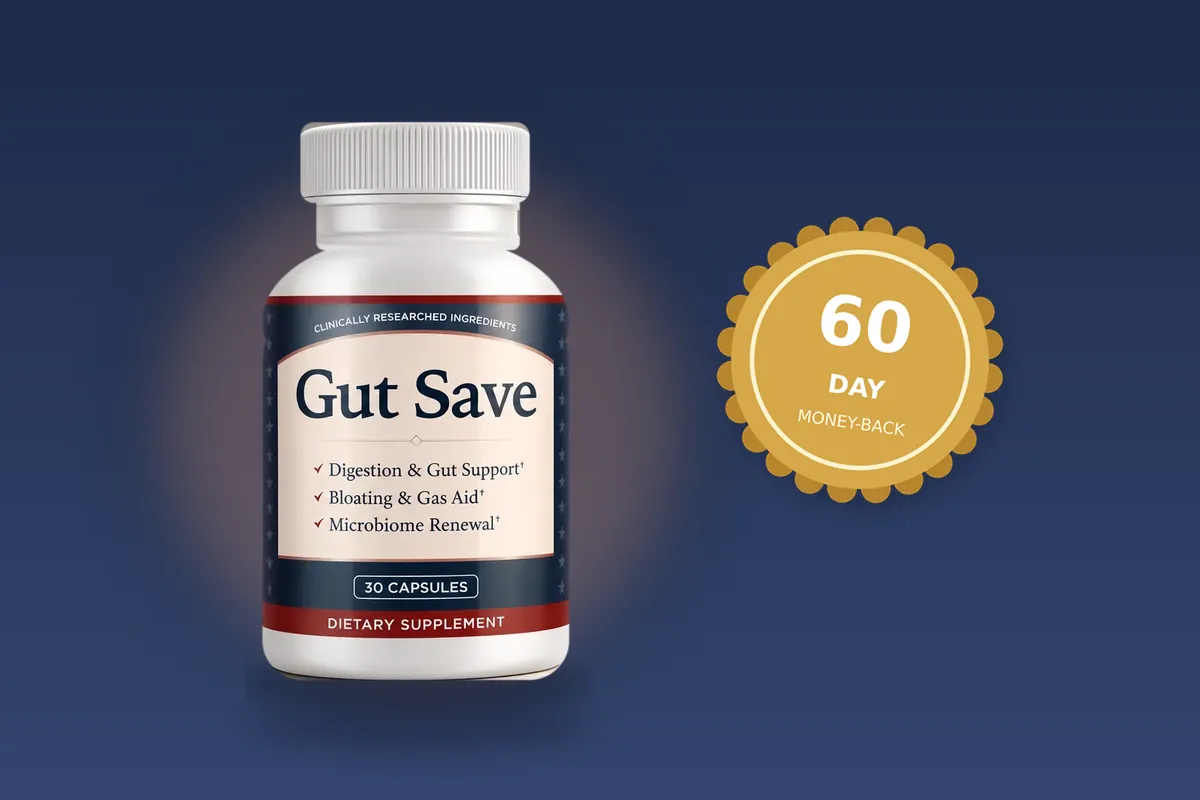 CLINICALLY RESEARCHED INGREDIENTS
Gut Save
✓ Digestion & Gut Support†
✓ Bloating & Gas Aid†
✓ Microbiome Renewal†
30 CAPSULES
DIETARY SUPPLEMENT
60
DAY
MONEY-BACK